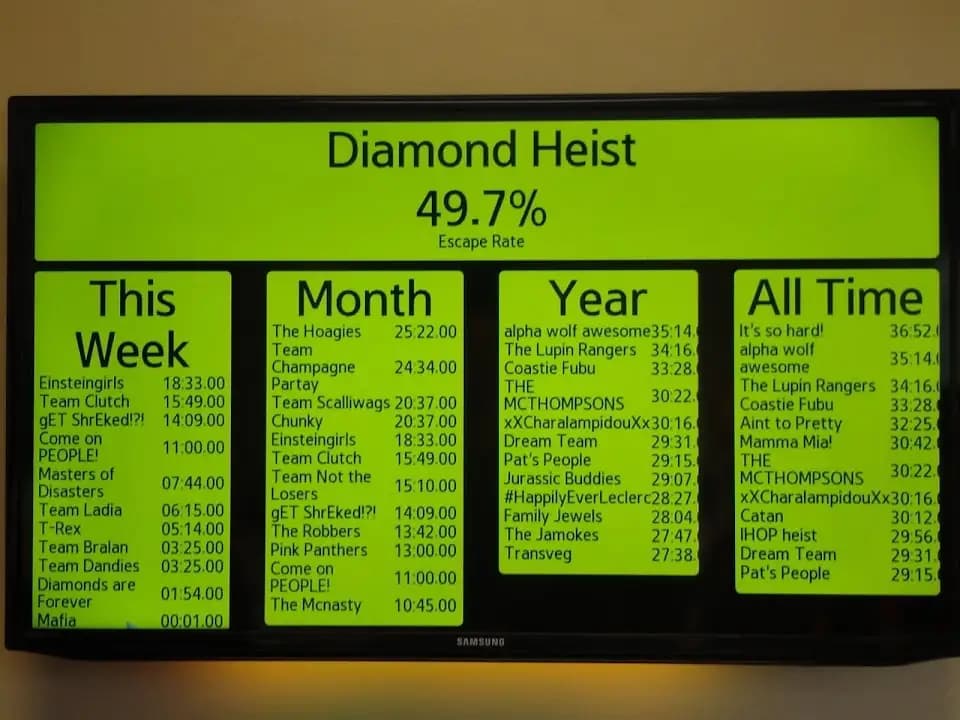 Diamond Heist
49.7%
Escape Rate
This
Week
Einsteingirls 18:33.00
Team Clutch 15:49.00
gET ShrEked!?! 14:09.00
Come on
PEOPLE! 11:00.00
Masters of
Disasters 07:44.00
Team Ladia 06:15.00
T-Rex 05:14.00
Team Bralan 03:25.00
Team Dandies 03:25.00
Diamonds are
Forever 01:54.00
Mafia 00:01.00
Month
The Hoagies 25:22.00
Team
Champagne 24:34.00
Partay
Team Scalliwags 20:37.00
Chunky 20:37.00
Einsteingirls 18:33.00
Team Clutch 15:49.00
Team Not the
Losers 15:10.00
gET ShrEked!?! 14:09.00
The Robbers 13:42.00
Pink Panthers 13:00.00
Come on
PEOPLE! 11:00.00
The Mcnasty 10:45.00
Year
alpha wolf awesome 35:14.
The Lupin Rangers 34:16.
Coastie Fubu 33:28.
THE
MCTHOMPSONS 30:22.
xXCharalampidouXx 30:16.
Dream Team 29:31.
Pat's People 29:15.
Jurassic Buddies 29:07.
#HappilyEverLeclerc 28:27.
Family Jewels 28:04.
The Jamokes 27:47.
Transveg 27:38.
All Time
It's so hard! 36:52.
alpha wolf
awesome 35:14.
The Lupin Rangers 34:16.
Coastie Fubu 33:28.
Aint to Pretty 32:25.
Mamma Mia! 30:42.
THE
MCTHOMPSONS 30:22.
xXCharalampidouXx 30:16.
Catan 30:12.
IHOP heist 29:56.
Dream Team 29:31.
Pat's People 29:15.
SAMSUNG